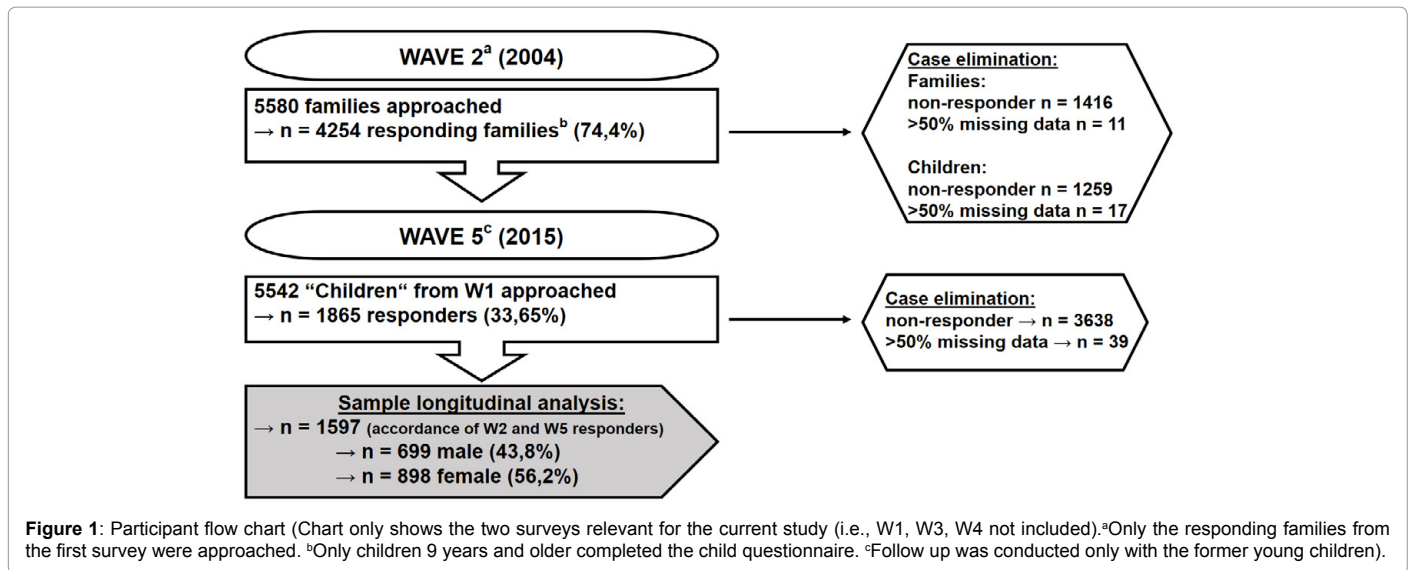 WAVE 2ᵃ (2004)
5580 families approached
→ n = 4254 responding familiesᵇ (74,4%)
Case elimination:
Families:
non-responder n = 1416
>50% missing data n = 11
Children:
non-responder n = 1259
>50% missing data n = 17
WAVE 5ᶜ (2015)
5542 “Children“ from W1 approached
→ n = 1865 responders (33,65%)
Case elimination:
non-responder → n = 3638
>50% missing data → n = 39
Sample longitudinal analysis:
→ n = 1597 (accordance of W2 and W5 responders)
→ n = 699 male (43,8%)
→ n = 898 female (56,2%)
Figure 1: Participant flow chart (Chart only shows the two surveys relevant for the current study (i.e., W1, W3, W4 not included).ᵃOnly the responding families from
the first survey were approached. ᵇOnly children 9 years and older completed the child questionnaire. ᶜFollow up was conducted only with the former young children).